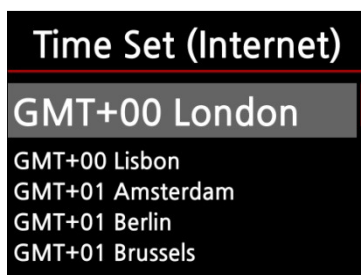 Time Set (Internet)
GMT+00 London
GMT+00 Lisbon
GMT+01 Amsterdam
GMT+01 Berlin
GMT+01 Brussels